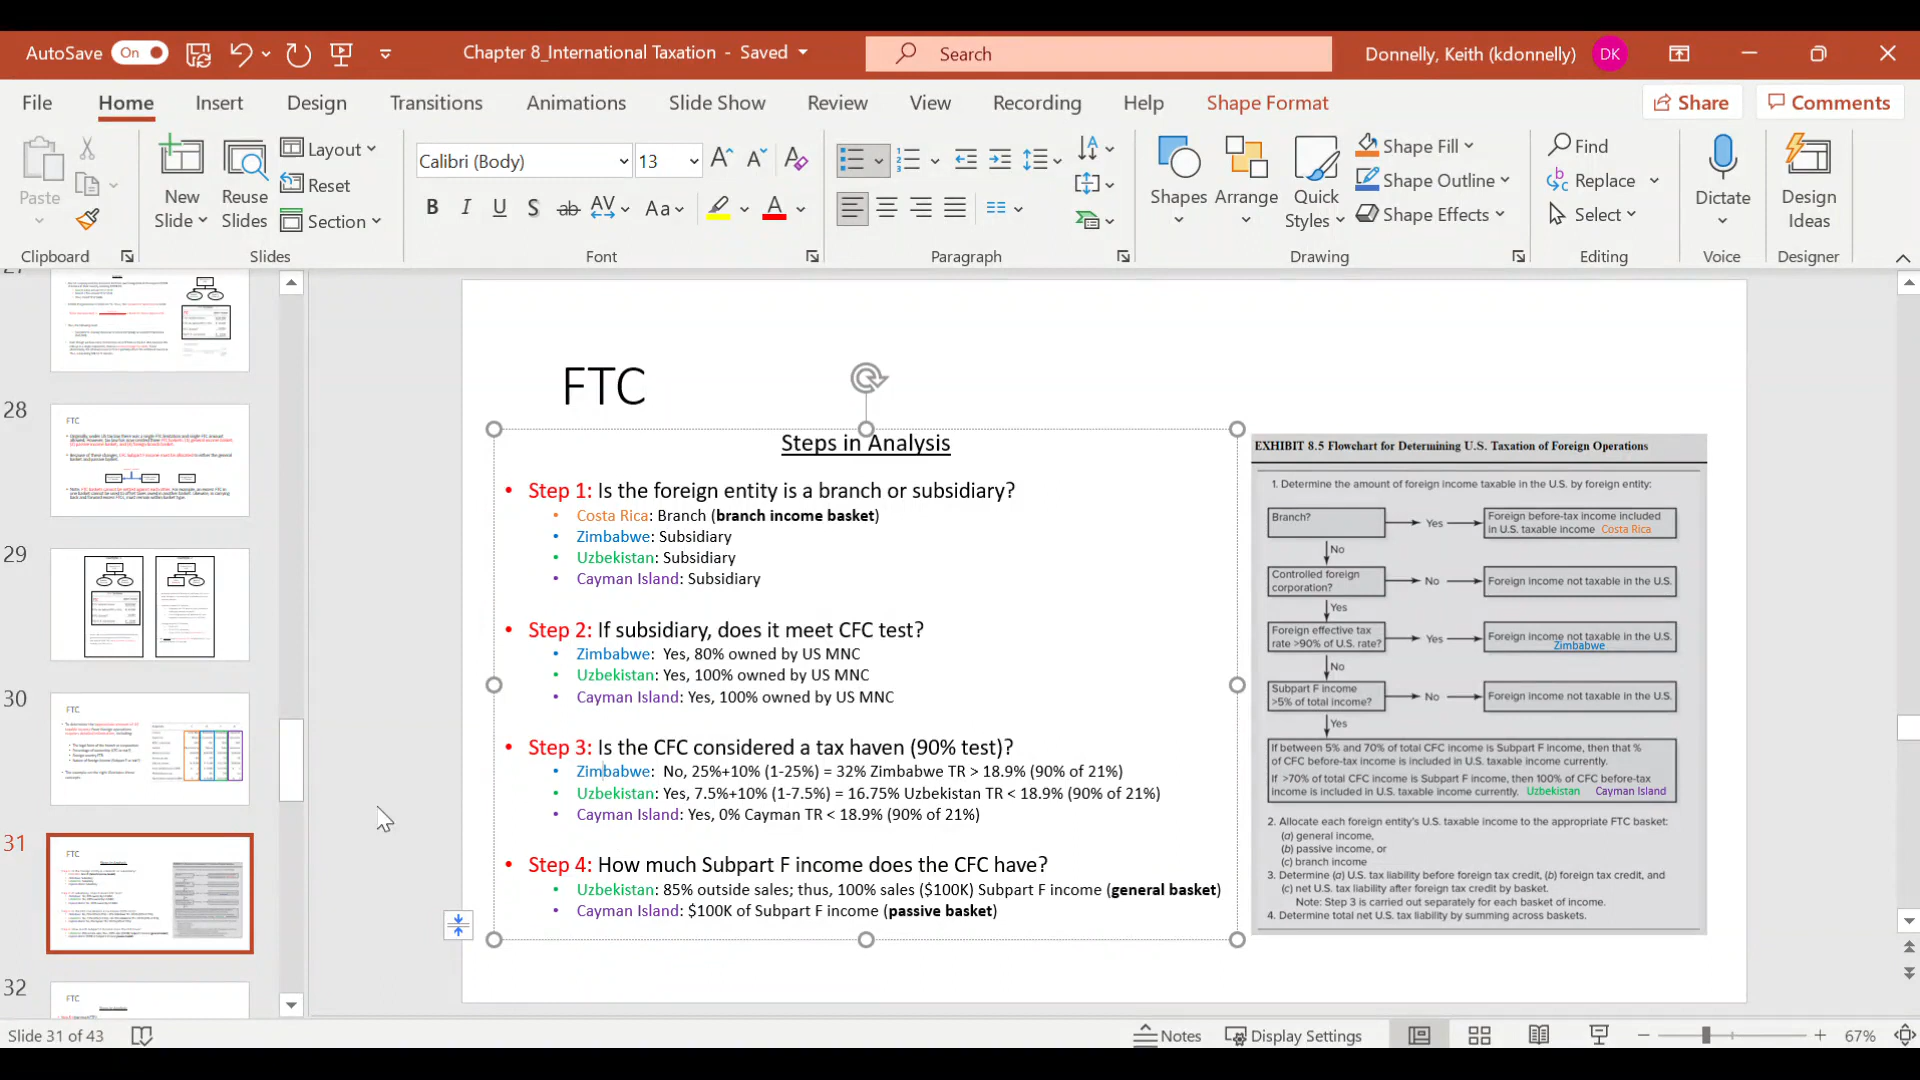 AutoSave On Chapter 8_International Taxation - Saved Search Donnelly, Keith (kdonnelly) DK
File Home Insert Design Transitions Animations Slide Show Review View Recording Help Shape Format Share Comments
Paste
New Slide
Reuse Slides
Layout
Reset
Section
Calibri (Body) 13
Shapes
Arrange
Quick Styles
Shape Fill
Shape Outline
Shape Effects
Find
Replace
Select
Dictate
Design Ideas
Clipboard Slides Font Paragraph Drawing Editing Voice Designer
28
FTC
29
30
FTC
31
FTC
32
FTC
FTC
Steps in Analysis
• Step 1: Is the foreign entity is a branch or subsidiary?
• Costa Rica: Branch (branch income basket)
• Zimbabwe: Subsidiary
• Uzbekistan: Subsidiary
• Cayman Island: Subsidiary
• Step 2: If subsidiary, does it meet CFC test?
• Zimbabwe: Yes, 80% owned by US MNC
• Uzbekistan: Yes, 100% owned by US MNC
• Cayman Island: Yes, 100% owned by US MNC
• Step 3: Is the CFC considered a tax haven (90% test)?
• Zimbabwe: No, 25%+10% (1-25%) = 32% Zimbabwe TR > 18.9% (90% of 21%)
• Uzbekistan: Yes, 7.5%+10% (1-7.5%) = 16.75% Uzbekistan TR < 18.9% (90% of 21%)
• Cayman Island: Yes, 0% Cayman TR < 18.9% (90% of 21%)
• Step 4: How much Subpart F income does the CFC have?
• Uzbekistan: 85% outside sales; thus, 100% sales ($100K) Subpart F income (general basket)
• Cayman Island: $100K of Subpart F income (passive basket)
EXHIBIT 8.5 Flowchart for Determining U.S. Taxation of Foreign Operations
1. Determine the amount of foreign income taxable in the U.S. by foreign entity:
Branch?
Yes
Foreign before-tax income included
in U.S. taxable income Costa Rica
No
Controlled foreign
corporation?
No
Foreign income not taxable in the U.S.
Yes
Foreign effective tax
rate >90% of U.S. rate?
Yes
Foreign income not taxable in the U.S.
Zimbabwe
No
Subpart F income
>5% of total income?
No
Foreign income not taxable in the U.S.
Yes
If between 5% and 70% of total CFC income is Subpart F income, then that %
of CFC before-tax income is included in U.S. taxable income currently.
If >70% of total CFC income is Subpart F income, then 100% of CFC before-tax
income is included in U.S. taxable income currently. Uzbekistan Cayman Island
2. Allocate each foreign entity's U.S. taxable income to the appropriate FTC basket:
(a) general income,
(b) passive income, or
(c) branch income
3. Determine (a) U.S. tax liability before foreign tax credit, (b) foreign tax credit, and
(c) net U.S. tax liability after foreign tax credit by basket.
Note: Step 3 is carried out separately for each basket of income.
4. Determine total net U.S. tax liability by summing across baskets.
Slide 31 of 43 Notes Display Settings 67%